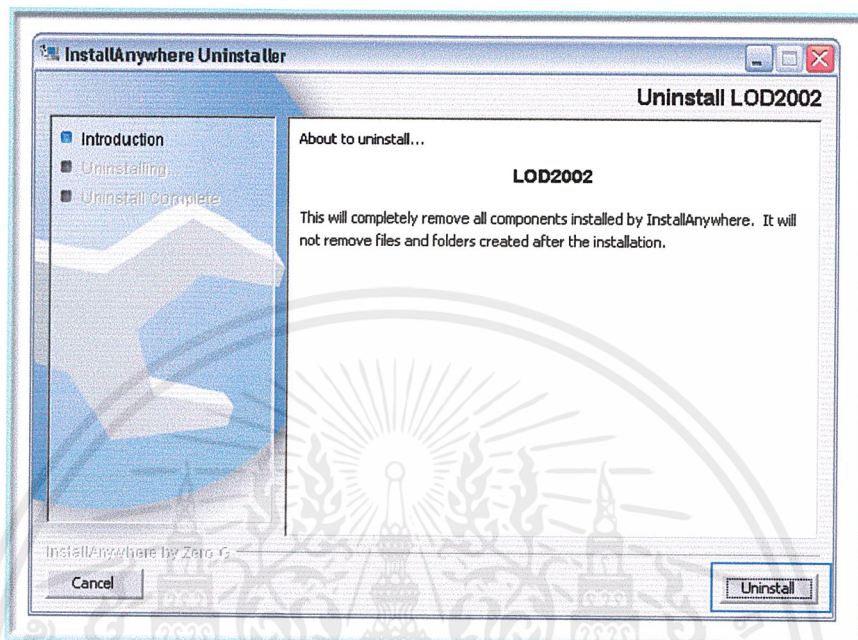 InstallAnywhere Uninstaller
Uninstall LOD2002
Introduction
Uninstalling...
Uninstall Complete
About to uninstall...
LOD2002
This will completely remove all components installed by InstallAnywhere. It will
not remove files and folders created after the installation.
InstallAnywhere by Zero G
Cancel
Uninstall